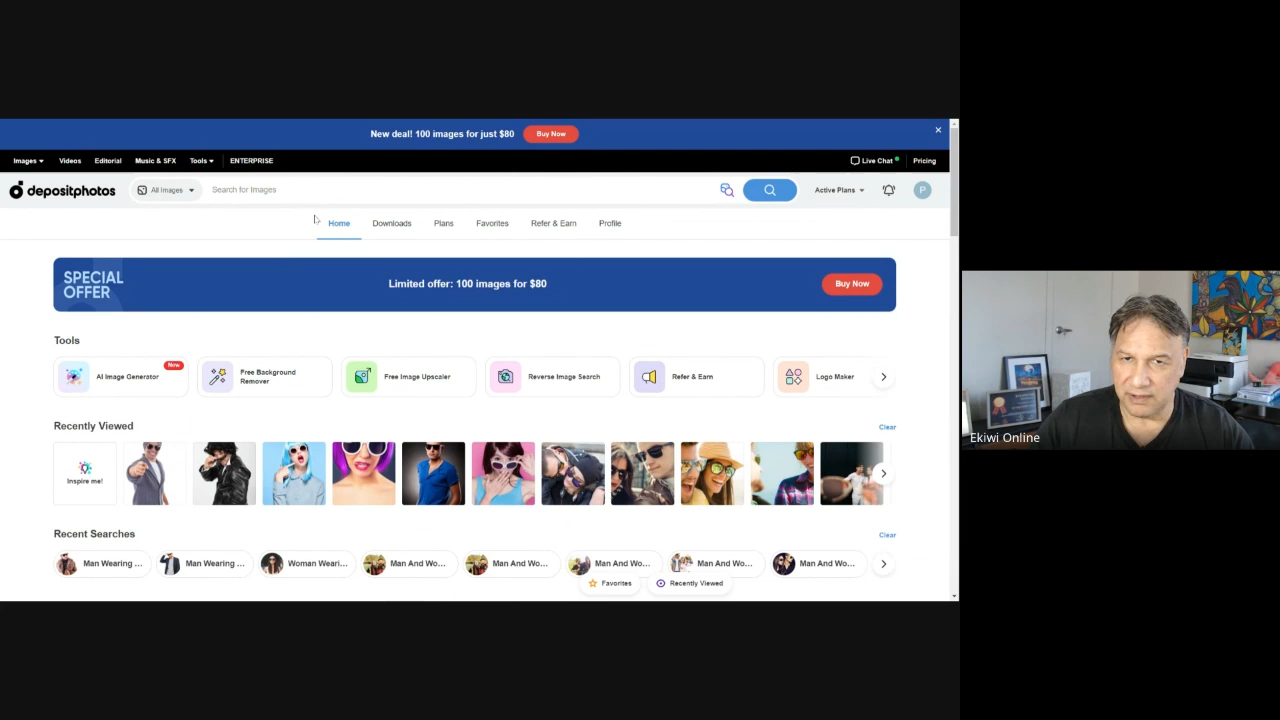 New deal! 100 images for just $80 Buy Now
Images Videos Editorial Music & SFX Tools ENTERPRISE Live Chat Pricing
depositphotos All Images Search for Images Active Plans P
Home Downloads Plans Favorites Refer & Earn Profile
SPECIAL
OFFER
Limited offer: 100 images for $80 Buy Now
Tools
AI Image Generator New
Free Background
Remover
Free Image Upscaler
Reverse Image Search
Refer & Earn
Logo Maker
Recently Viewed Clear
Inspire me!
Recent Searches Clear
Man Wearing ... Man Wearing ... Woman Weari... Man And Wo... Man And Wo... Man And Wo... Man And Wo... Man And Wo...
Favorites Recently Viewed
Ekiwi Online